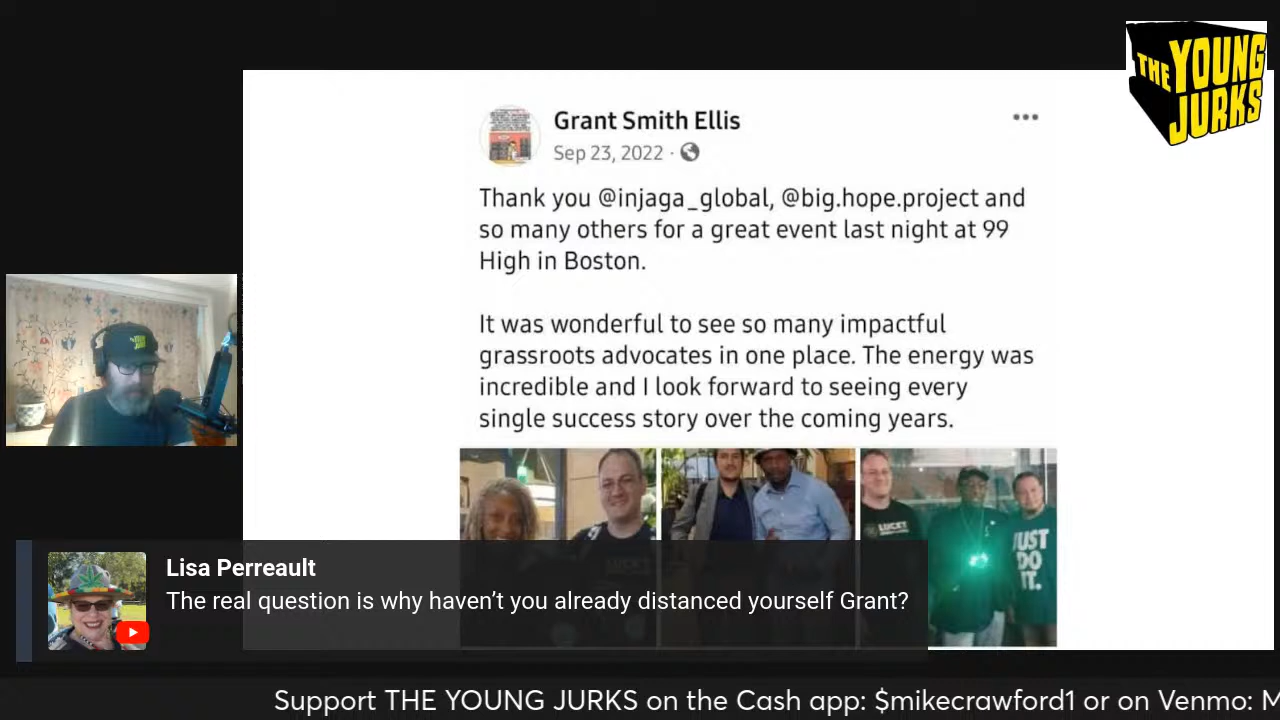 THE YOUNG JURKS
Grant Smith Ellis
Sep 23, 2022 ·
Thank you @injaga_global, @big.hope.project and
so many others for a great event last night at 99
High in Boston.
It was wonderful to see so many impactful
grassroots advocates in one place. The energy was
incredible and I look forward to seeing every
single success story over the coming years.
LUCKY
JUST
DO
IT.
Lisa Perreault
The real question is why haven’t you already distanced yourself Grant?
Support THE YOUNG JURKS on the Cash app: $mikecrawford1 or on Venmo: M